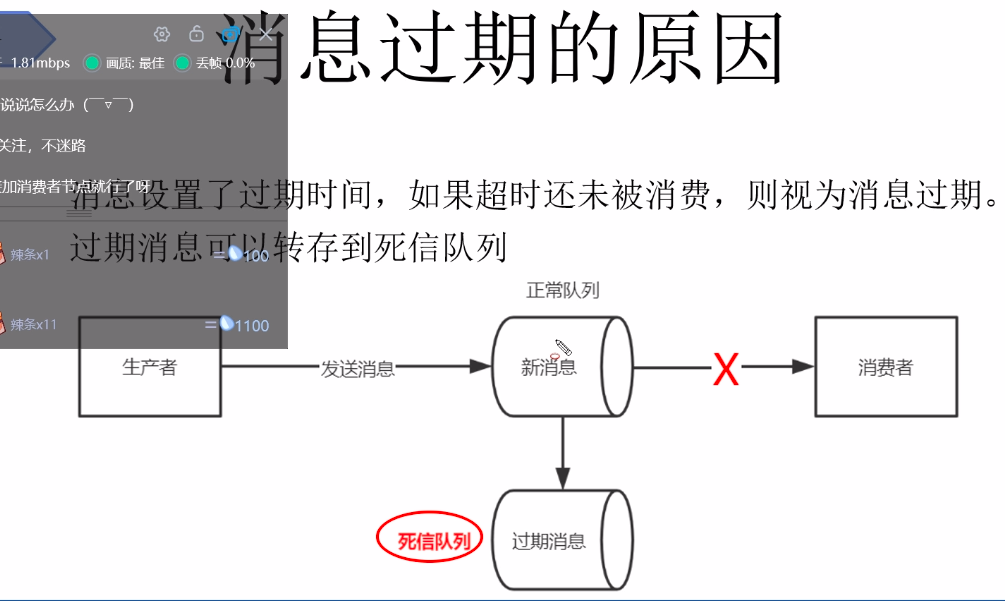 消息过期的原因
1.81mbps 画质: 最佳 丢帧 0.0%
说说怎么办（￣▿￣）
关注，不迷路
加消费者节点就行了呀
消息设置了过期时间，如果超时还未被消费，则视为消息过期。
过期消息可以转存到死信队列
辣条x1 =100
辣条x11 =1100
正常队列
生产者
发送消息
新消息
X
消费者
死信队列
过期消息